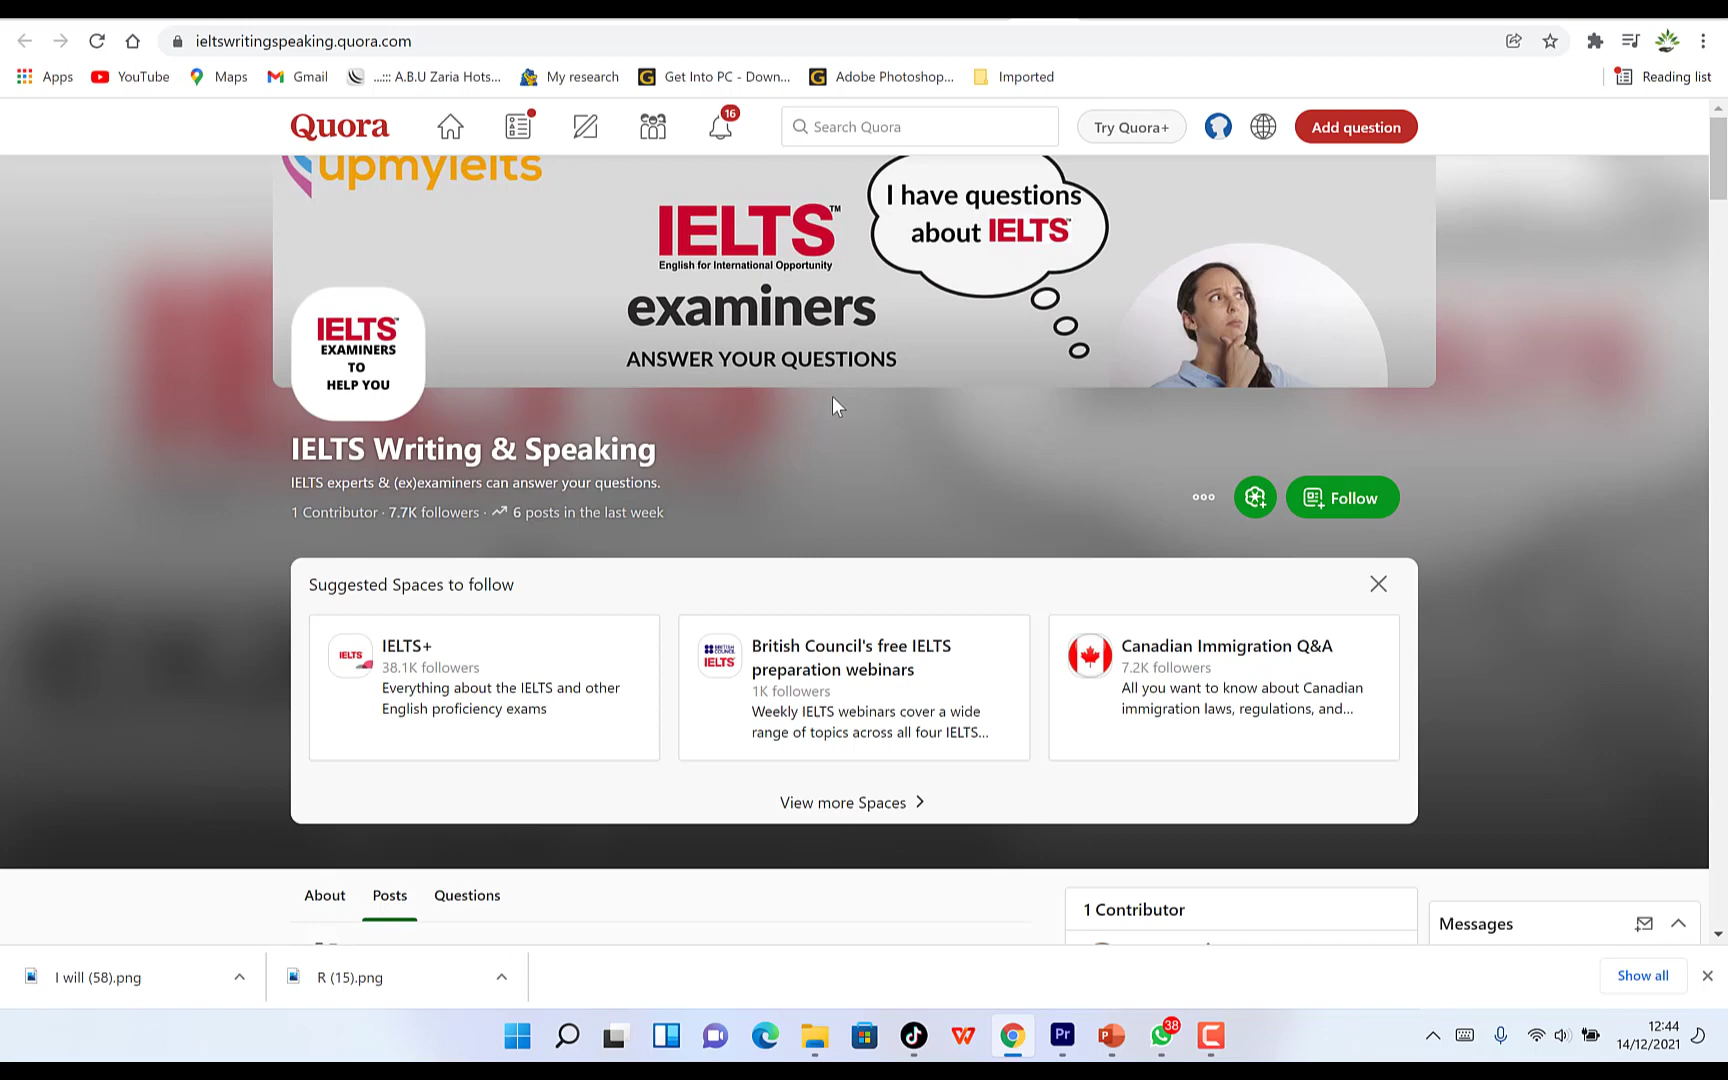 ieltswritingspeaking.quora.com
Apps YouTube Maps Gmail ...::: A.B.U Zaria Hots... My research Get Into PC - Down... Adobe Photoshop... Imported Reading list
Quora 16 Search Quora Try Quora+ Add question
upmyielts
IELTS™
English for International Opportunity
examiners
ANSWER YOUR QUESTIONS
I have questions
about IELTS™
IELTS™
EXAMINERS
TO
HELP YOU
IELTS Writing & Speaking
IELTS experts & (ex)examiners can answer your questions.
1 Contributor · 7.7K followers · 6 posts in the last week
Follow
Suggested Spaces to follow
IELTS
IELTS+
38.1K followers
Everything about the IELTS and other
English proficiency exams
BRITISH COUNCIL
IELTS
British Council's free IELTS
preparation webinars
1K followers
Weekly IELTS webinars cover a wide
range of topics across all four IELTS...
Canadian Immigration Q&A
7.2K followers
All you want to know about Canadian
immigration laws, regulations, and...
View more Spaces
About Posts Questions
1 Contributor
Messages
I will (58).png R (15).png Show all
Pr 38
12:44
14/12/2021